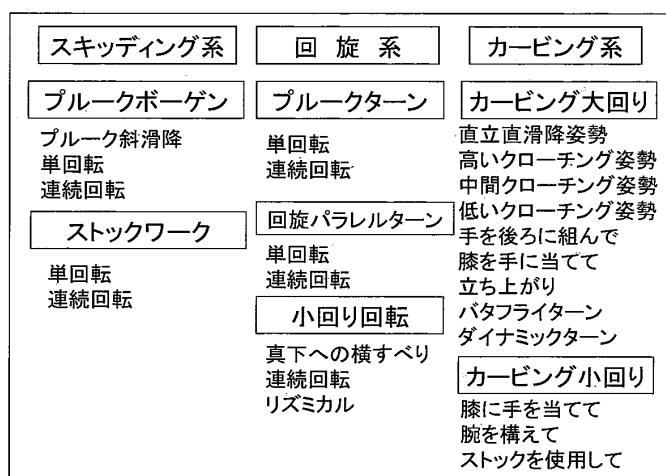 スキッディング系
プルークボーゲン
プルーク斜滑降
単回転
連続回転
ストックワーク
単回転
連続回転
回旋系
プルークターン
単回転
連続回転
回旋パラレルターン
単回転
連続回転
小回り回転
真下への横すべり
連続回転
リズミカル
カービング系
カービング大回り
直立直滑降姿勢
高いクローチング姿勢
中間クローチング姿勢
低いクローチング姿勢
手を後ろに組んで
膝を手に当てて
立ち上がり
バタフライターン
ダイナミックターン
カービング小回り
膝に手を当てて
腕を構えて
ストックを使用して